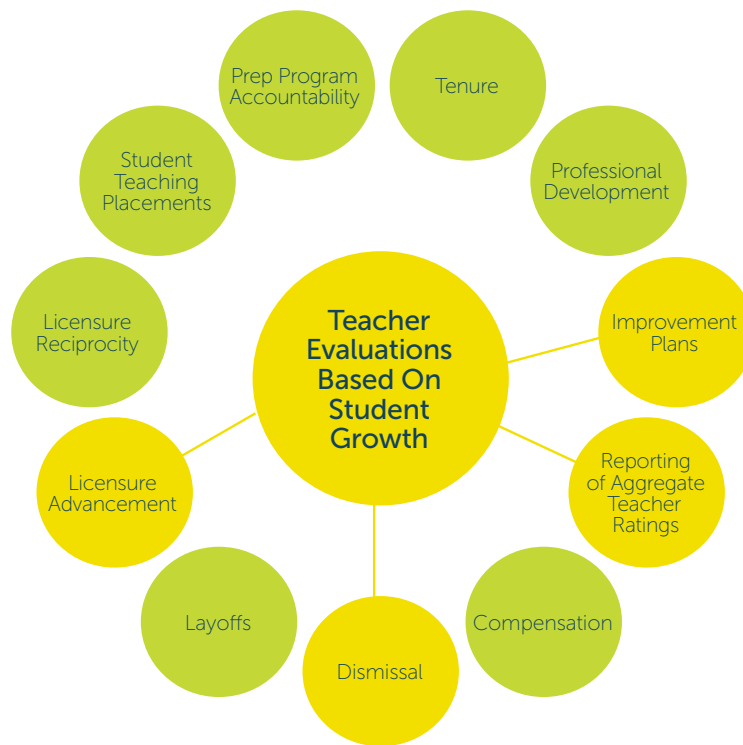 Prep Program
Accountability
Tenure
Student
Teaching
Placements
Professional
Development
Licensure
Reciprocity
Teacher
Evaluations
Based On
Student
Growth
Improvement
Plans
Licensure
Advancement
Reporting
of Aggregate
Teacher
Ratings
Layoffs
Compensation
Dismissal